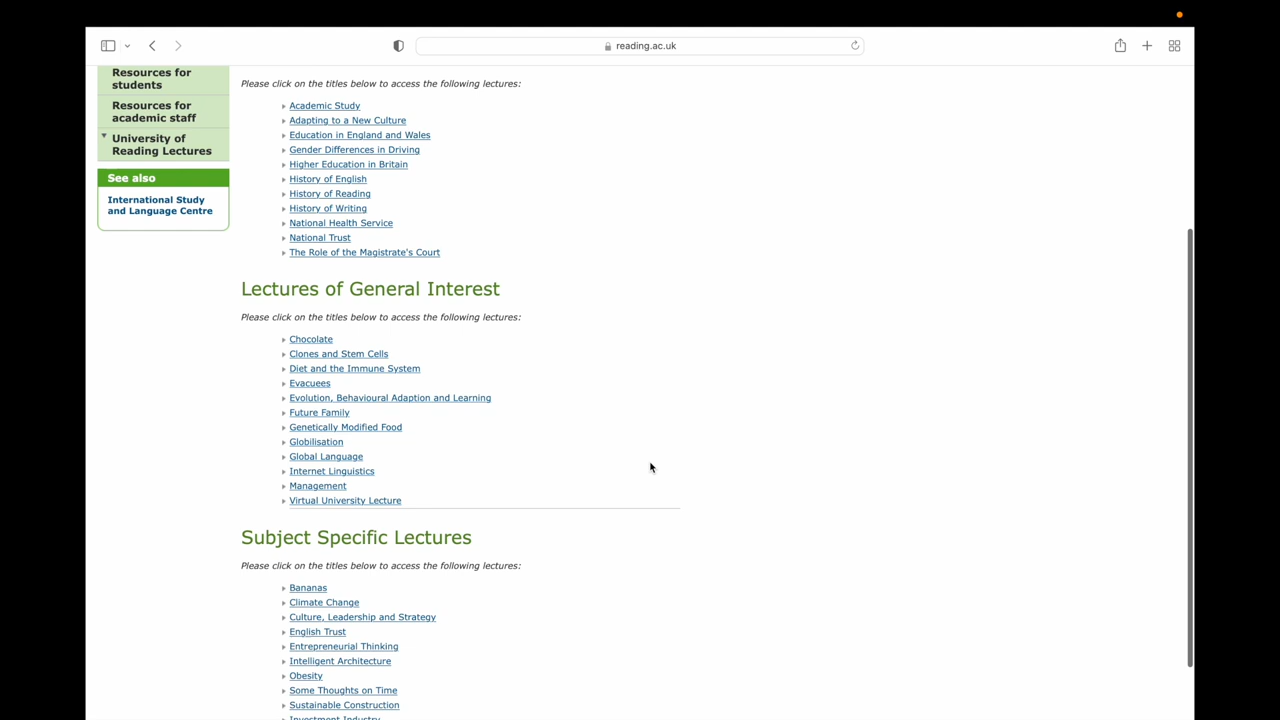 reading.ac.uk
Resources for
students
Resources for
academic staff
University of
Reading Lectures
See also
International Study
and Language Centre
Please click on the titles below to access the following lectures:
Academic Study
Adapting to a New Culture
Education in England and Wales
Gender Differences in Driving
Higher Education in Britain
History of English
History of Reading
History of Writing
National Health Service
National Trust
The Role of the Magistrate's Court
Lectures of General Interest
Please click on the titles below to access the following lectures:
Chocolate
Clones and Stem Cells
Diet and the Immune System
Evacuees
Evolution, Behavioural Adaption and Learning
Future Family
Genetically Modified Food
Globilisation
Global Language
Internet Linguistics
Management
Virtual University Lecture
Subject Specific Lectures
Please click on the titles below to access the following lectures:
Bananas
Climate Change
Culture, Leadership and Strategy
English Trust
Entrepreneurial Thinking
Intelligent Architecture
Obesity
Some Thoughts on Time
Sustainable Construction
Investment Industry